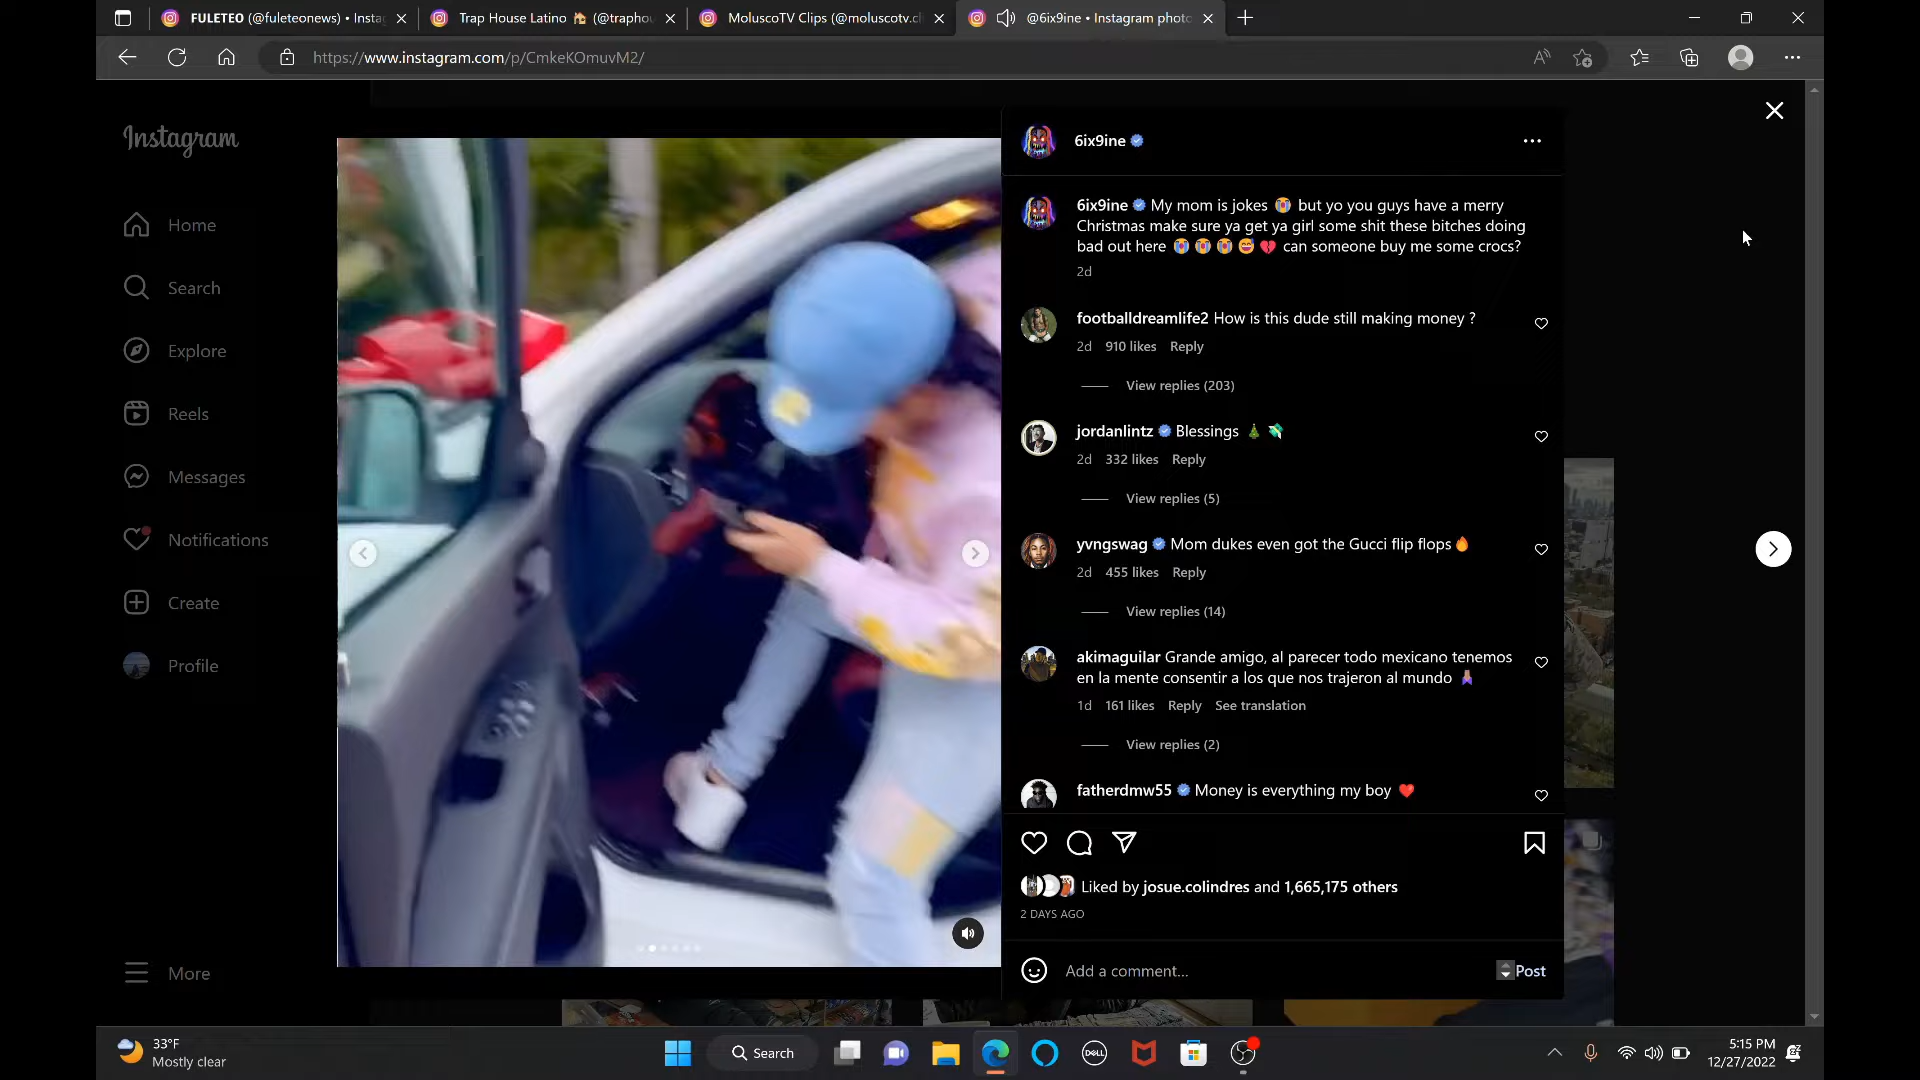 FULETEO (@fuleteonews) • Insta
Trap House Latino 🏠 (@traphou
MoluscoTV Clips (@moluscotv.cl
@6ix9ine • Instagram photo
https://www.instagram.com/p/CmkeKOmuvM2/
Instagram
Home
Search
Explore
Reels
Messages
Notifications
Create
Profile
More
6ix9ine
6ix9ine My mom is jokes 😭 but yo you guys have a merry
Christmas make sure ya get ya girl some shit these bitches doing
bad out here 😭😭😭😅💔 can someone buy me some crocs?
2d
footballdreamlife2 How is this dude still making money ?
2d 910 likes Reply
View replies (203)
jordanlintz Blessings 🎄 💸
2d 332 likes Reply
View replies (5)
yvngswag Mom dukes even got the Gucci flip flops🔥
2d 455 likes Reply
View replies (14)
akimaguilar Grande amigo, al parecer todo mexicano tenemos
en la mente consentir a los que nos trajeron al mundo
1d 161 likes Reply See translation
View replies (2)
fatherdmw55 Money is everything my boy ❤️
Liked by josue.colindres and 1,665,175 others
2 DAYS AGO
Add a comment...
Post
33°F
Mostly clear
Search
DELL
5:15 PM
12/27/2022